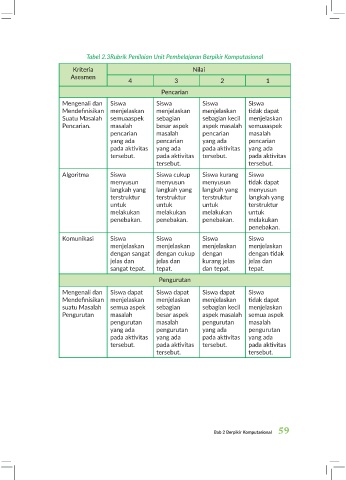 Tabel 2.3Rubrik Penilaian Unit Pembelajaran Berpikir Komputasional
Kriteria Asesmen
Nilai
4 3 2 1
Pencarian
Mengenali dan
Mendefinisikan
Suatu Masalah
Pencarian.
Siswa
menjelaskan
semuaaspek
masalah
pencarian
yang ada
pada aktivitas
tersebut.
Siswa
menjelaskan
sebagian
besar aspek
masalah
pencarian
yang ada
pada aktivitas
tersebut.
Siswa
menjelaskan
sebagian kecil
aspek masalah
pencarian
yang ada
pada aktivitas
tersebut.
Siswa
tidak dapat
menjelaskan
semuaaspek
masalah
pencarian
yang ada
pada aktivitas
tersebut.
Algoritma
Siswa
menyusun
langkah yang
terstruktur
untuk
melakukan
penebakan.
Siswa cukup
menyusun
langkah yang
terstruktur
untuk
melakukan
penebakan.
Siswa kurang
menyusun
langkah yang
terstruktur
untuk
melakukan
penebakan.
Siswa
tidak dapat
menyusun
langkah yang
terstruktur
untuk
melakukan
penebakan.
Komunikasi
Siswa
menjelaskan
dengan sangat
jelas dan
sangat tepat.
Siswa
menjelaskan
dengan cukup
jelas dan
tepat.
Siswa
menjelaskan
dengan
kurang jelas
dan tepat.
Siswa
menjelaskan
dengan tidak
jelas dan
tepat.
Pengurutan
Mengenali dan
Mendefinisikan
suatu Masalah
Pengurutan
Siswa dapat
menjelaskan
semua aspek
masalah
pengurutan
yang ada
pada aktivitas
tersebut.
Siswa dapat
menjelaskan
sebagian
besar aspek
masalah
pengurutan
yang ada
pada aktivitas
tersebut.
Siswa dapat
menjelaskan
sebagian kecil
aspek masalah
pengurutan
yang ada
pada aktivitas
tersebut.
Siswa
tidak dapat
menjelaskan
semua aspek
masalah
pengurutan
yang ada
pada aktivitas
tersebut.
Bab 2 Berpikir Komputasional 59